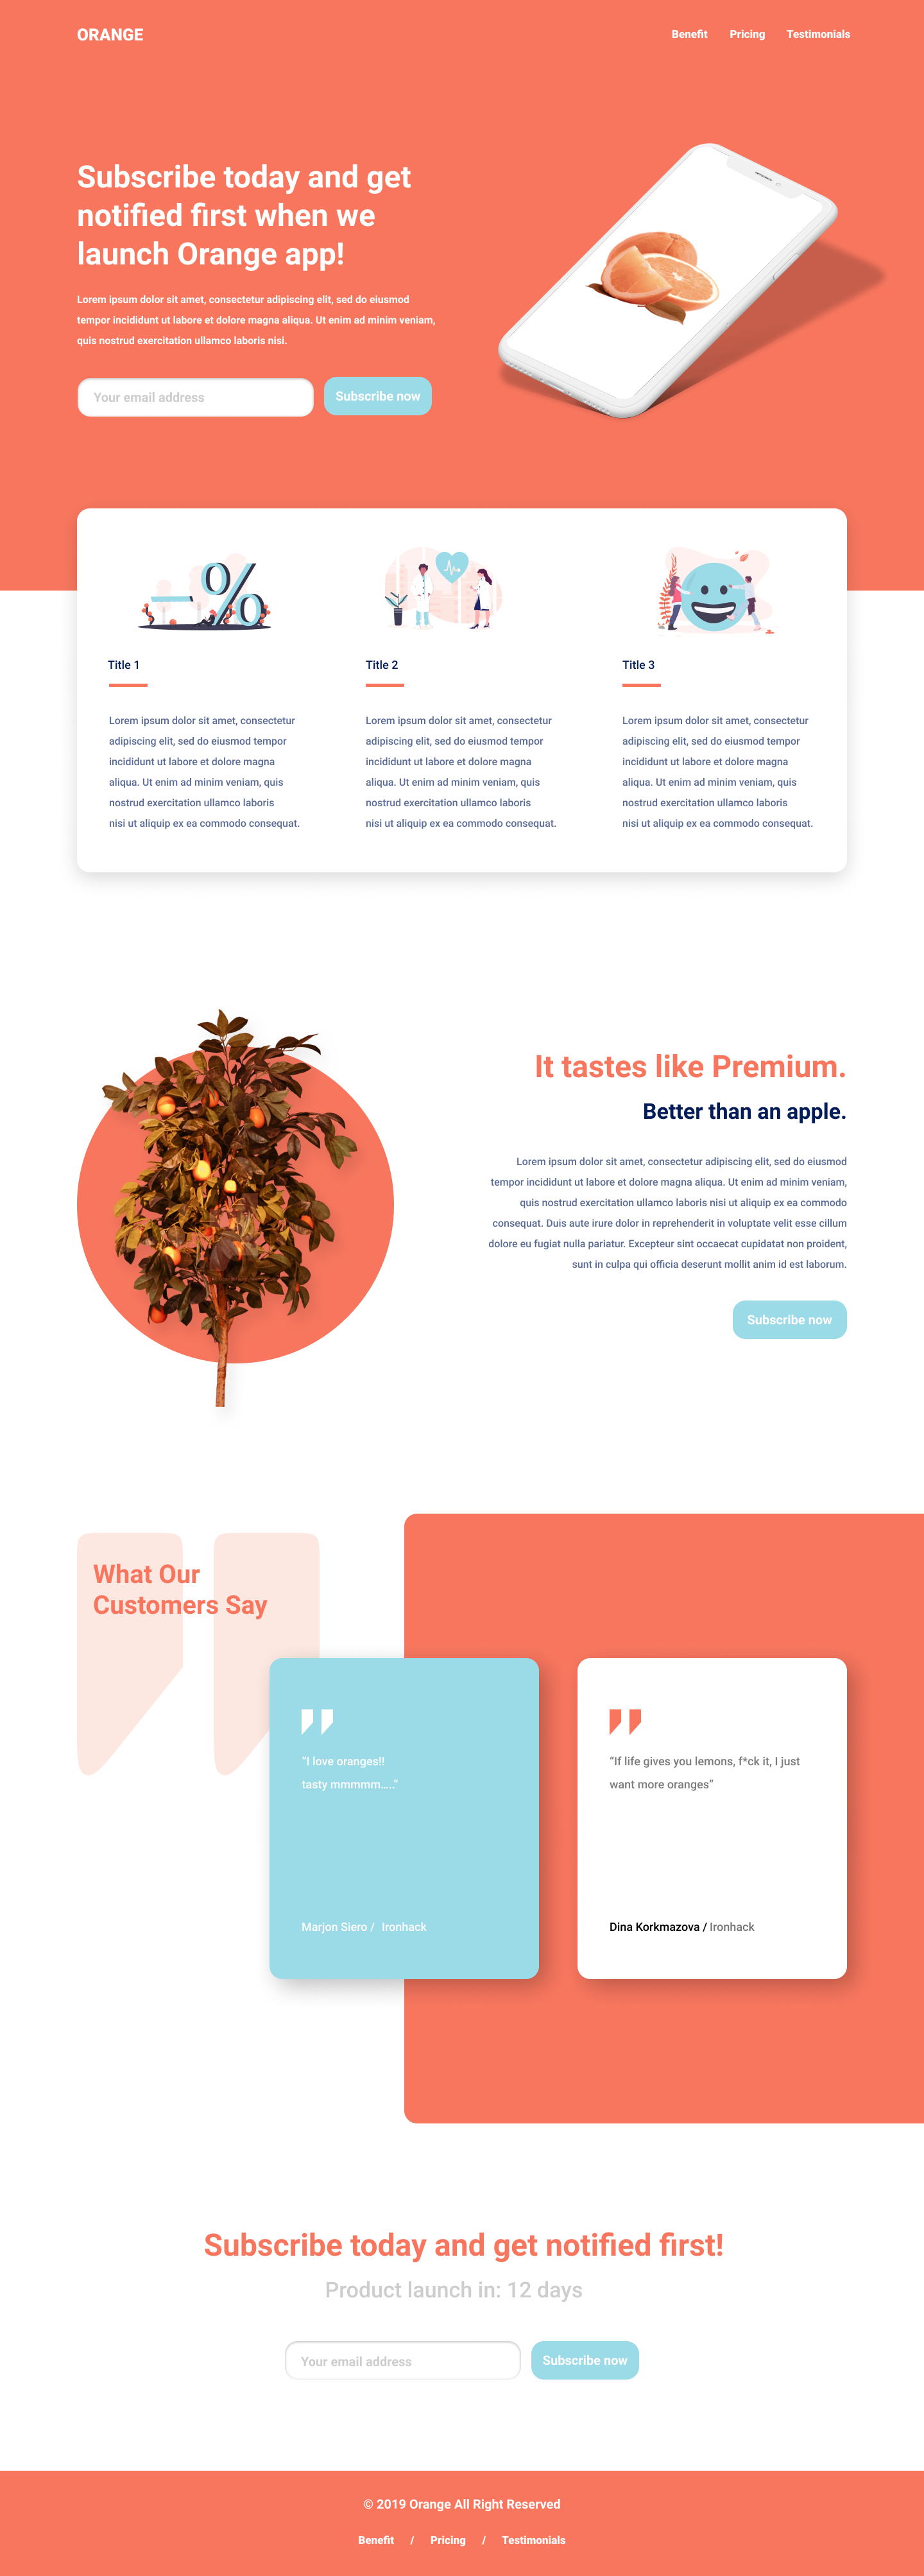 ORANGE
Benefit Pricing Testimonials
Subscribe today and get
notified first when we
launch Orange app!
Lorem ipsum dolor sit amet, consectetur adipiscing elit, sed do eiusmod
tempor incididunt ut labore et dolore magna aliqua. Ut enim ad minim veniam,
quis nostrud exercitation ullamco laboris nisi.
Your email address
Subscribe now
%
Title 1
Lorem ipsum dolor sit amet, consectetur
adipiscing elit, sed do eiusmod tempor
incididunt ut labore et dolore magna
aliqua. Ut enim ad minim veniam, quis
nostrud exercitation ullamco laboris
nisi ut aliquip ex ea commodo consequat.
Title 2
Lorem ipsum dolor sit amet, consectetur
adipiscing elit, sed do eiusmod tempor
incididunt ut labore et dolore magna
aliqua. Ut enim ad minim veniam, quis
nostrud exercitation ullamco laboris
nisi ut aliquip ex ea commodo consequat.
Title 3
Lorem ipsum dolor sit amet, consectetur
adipiscing elit, sed do eiusmod tempor
incididunt ut labore et dolore magna
aliqua. Ut enim ad minim veniam, quis
nostrud exercitation ullamco laboris
nisi ut aliquip ex ea commodo consequat.
It tastes like Premium.
Better than an apple.
Lorem ipsum dolor sit amet, consectetur adipiscing elit, sed do eiusmod
tempor incididunt ut labore et dolore magna aliqua. Ut enim ad minim veniam,
quis nostrud exercitation ullamco laboris nisi ut aliquip ex ea commodo
consequat. Duis aute irure dolor in reprehenderit in voluptate velit esse cillum
dolore eu fugiat nulla pariatur. Excepteur sint occaecat cupidatat non proident,
sunt in culpa qui officia deserunt mollit anim id est laborum.
Subscribe now
What Our
Customers Say
“I love oranges!!
tasty mmmmm.....”
Marjon Siero / Ironhack
“If life gives you lemons, f*ck it, I just
want more oranges”
Dina Korkmazova / Ironhack
Subscribe today and get notified first!
Product launch in: 12 days
Your email address
Subscribe now
© 2019 Orange All Right Reserved
Benefit / Pricing / Testimonials